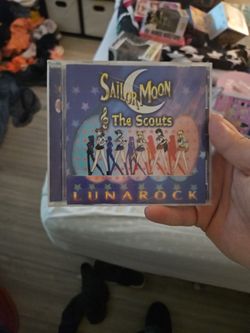 SAILOR MOON
& The Scouts
LUNAROCK